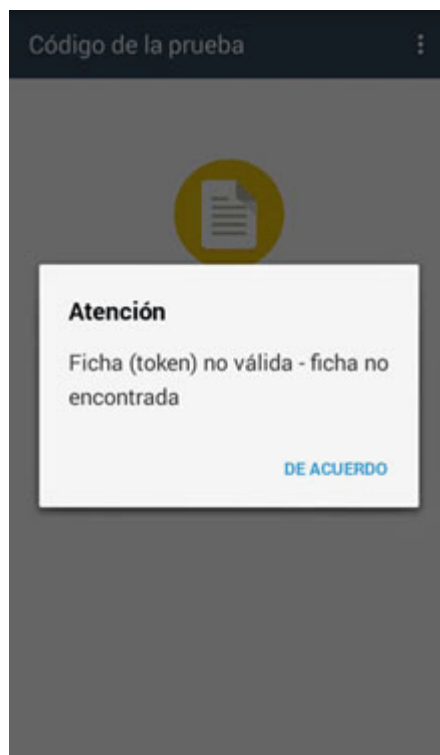 Código de la prueba
Atención
Ficha (token) no válida - ficha no
encontrada
DE ACUERDO